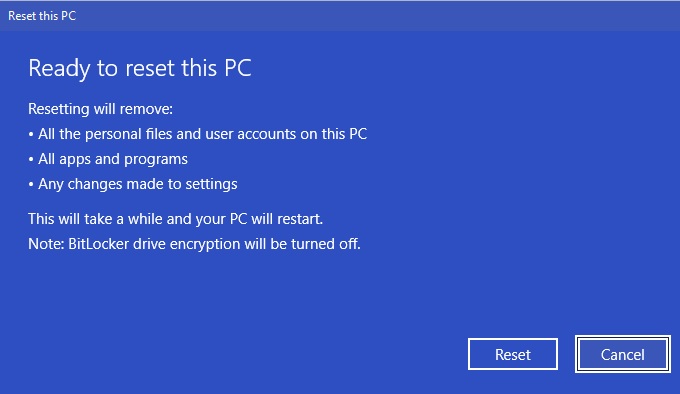 Reset this PC
Ready to reset this PC
Resetting will remove:
• All the personal files and user accounts on this PC
• All apps and programs
• Any changes made to settings
This will take a while and your PC will restart.
Note: BitLocker drive encryption will be turned off.
Reset
Cancel